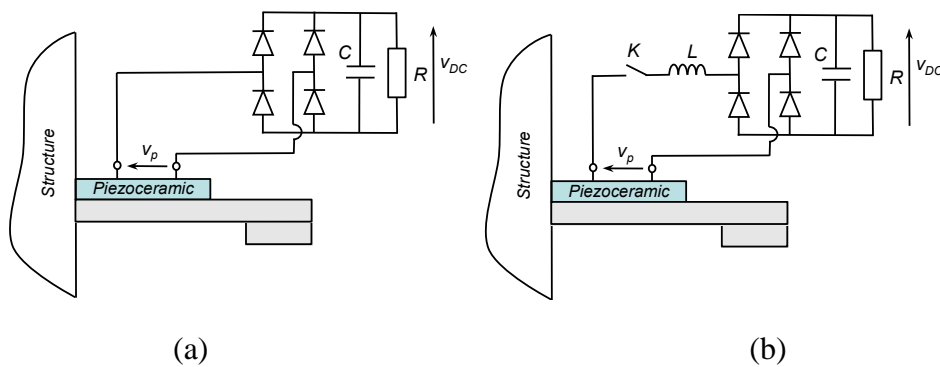 C
R
v_DC
v_p
Structure
Piezoceramic
(a)
K
L
C
R
v_DC
v_p
Structure
Piezoceramic
(b)